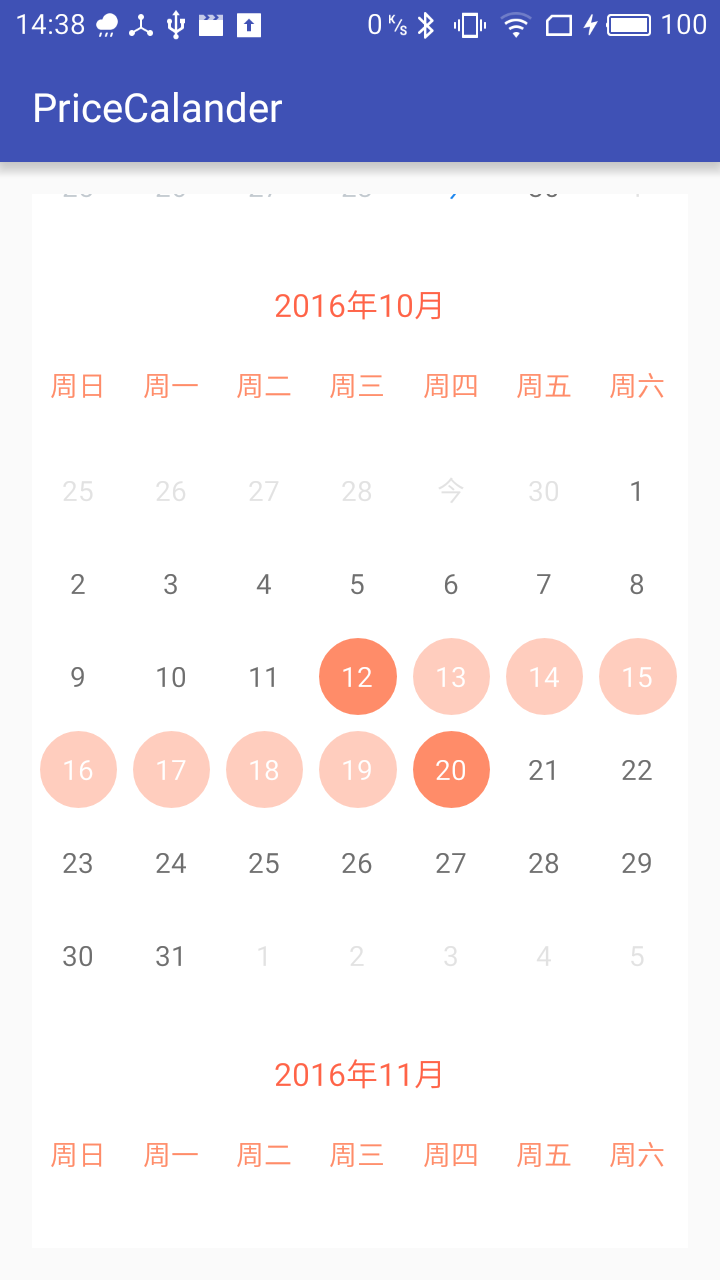 14:38 0 K/s 100
PriceCalander
2016年10月
周日 周一 周二 周三 周四 周五 周六
25 26 27 28 今 30 1
2 3 4 5 6 7 8
9 10 11 12 13 14 15
16 17 18 19 20 21 22
23 24 25 26 27 28 29
30 31 1 2 3 4 5
2016年11月
周日 周一 周二 周三 周四 周五 周六